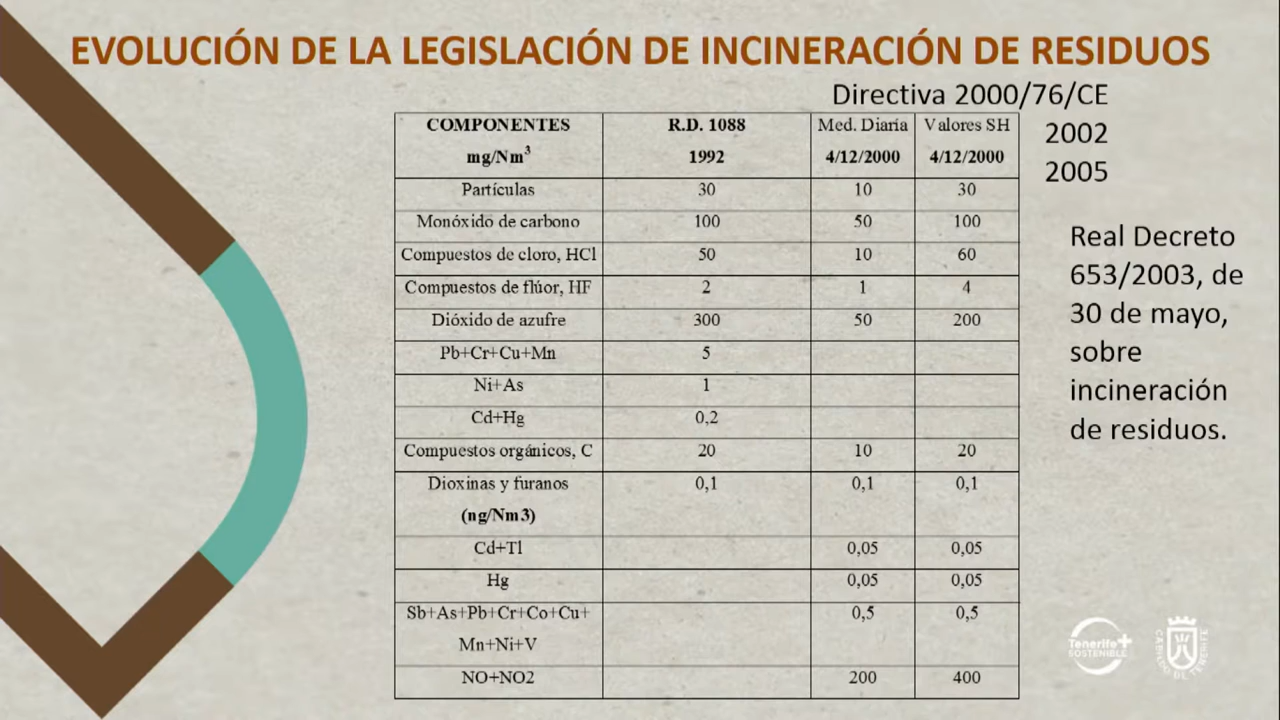 EVOLUCIÓN DE LA LEGISLACIÓN DE INCINERACIÓN DE RESIDUOS
Directiva 2000/76/CE
2002
2005
COMPONENTES R.D. 1088 Med. Diaría Valores SH
mg/Nm³ 1992 4/12/2000 4/12/2000
Partículas 30 10 30
Monóxido de carbono 100 50 100
Compuestos de cloro, HCl 50 10 60
Compuestos de flúor, HF 2 1 4
Dióxido de azufre 300 50 200
Pb+Cr+Cu+Mn 5
Ni+As 1
Cd+Hg 0,2
Compuestos orgánicos, C 20 10 20
Dioxinas y furanos 0,1 0,1 0,1
(ng/Nm3)
Cd+Tl 0,05 0,05
Hg 0,05 0,05
Sb+As+Pb+Cr+Co+Cu+ 0,5 0,5
Mn+Ni+V
NO+NO2 200 400
Real Decreto
653/2003, de
30 de mayo,
sobre
incineración
de residuos.
Tenerife+
SOSTENIBLE
CABILDO DE TENERIFE